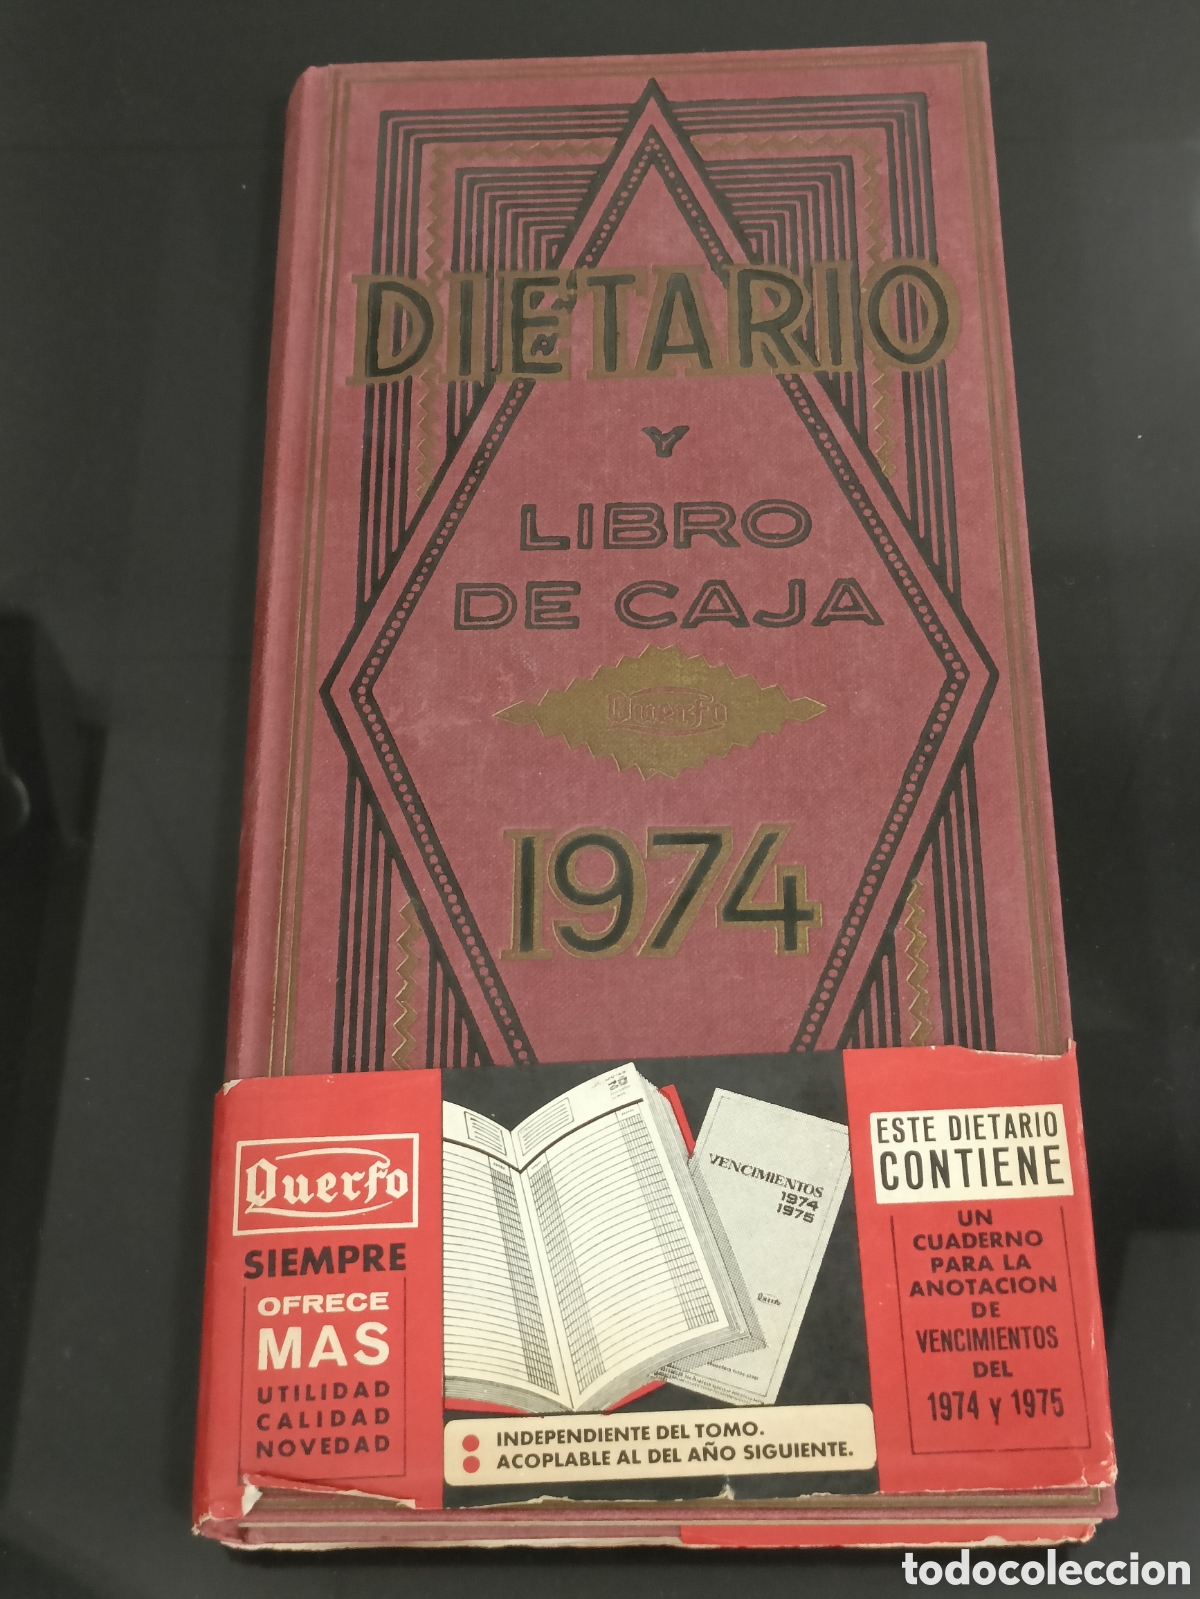 DIETARIO
Y
LIBRO
DE CAJA
Querfo
1974
Querfo
SIEMPRE
OFRECE
MAS
UTILIDAD
CALIDAD
NOVEDAD
VENCIMIENTOS
1974
1975
Querfo
INDEPENDIENTE DEL TOMO.
ACOPLABLE AL DEL AÑO SIGUIENTE.
ESTE DIETARIO
CONTIENE
UN
CUADERNO
PARA LA
ANOTACION
DE
VENCIMIENTOS
DEL
1974 y 1975
todocoleccion